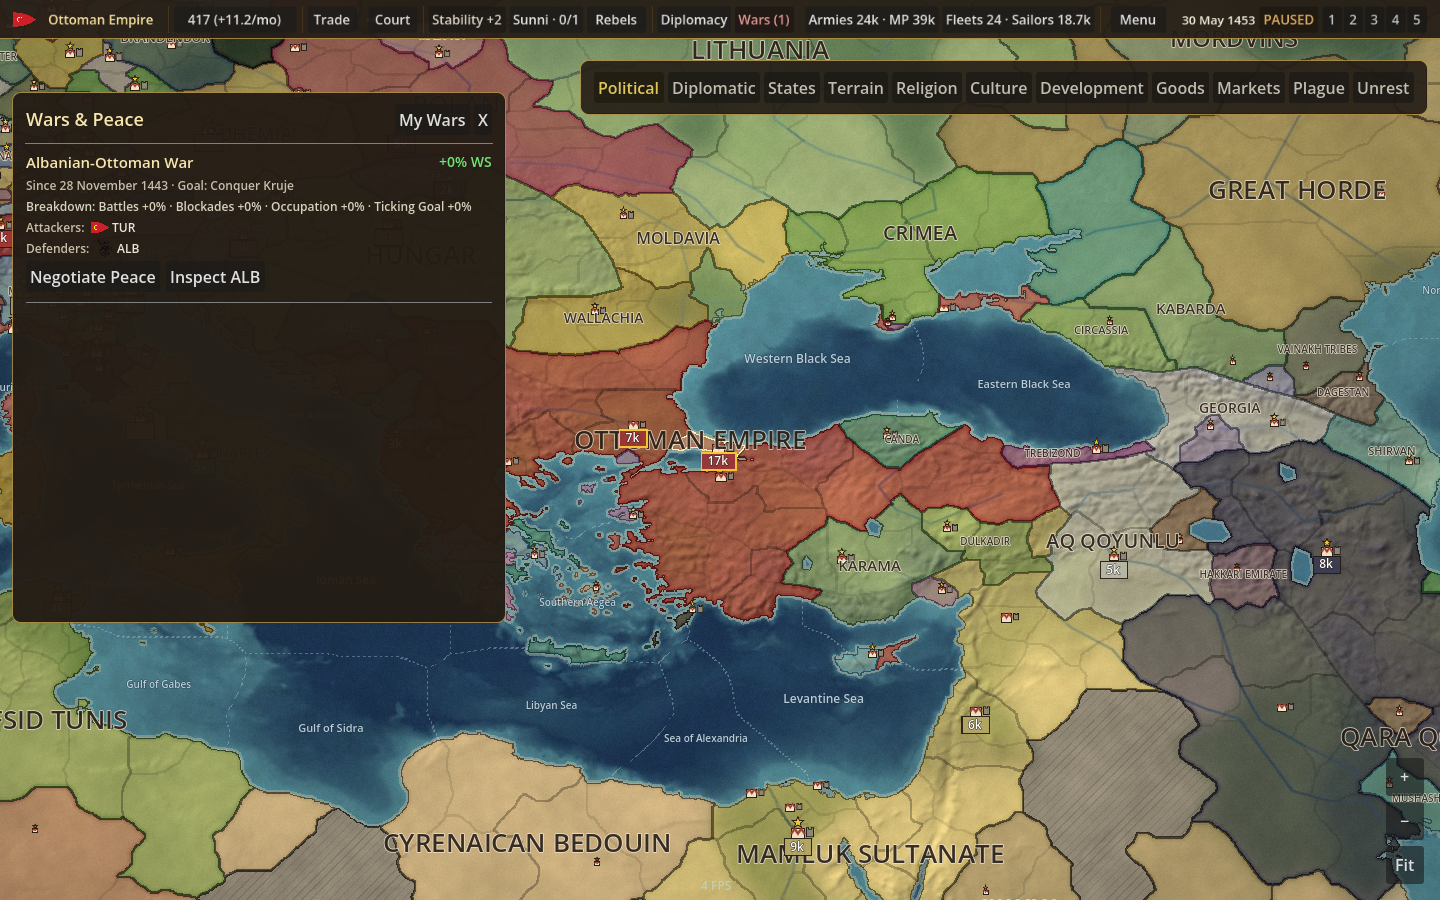 Ottoman Empire 417 (+11.2/mo) Trade Court Stability +2 Sunni · 0/1 Rebels Diplomacy Wars (1) Armies 24k · MP 39k Fleets 24 · Sailors 18.7k Menu 30 May 1453 PAUSED 1 2 3 4 5
LITHUANIA
MORDVINS
Political Diplomatic States Terrain Religion Culture Development Goods Markets Plague Unrest
Wars & Peace My Wars X
Albanian-Ottoman War +0% WS
Since 28 November 1443 · Goal: Conquer Kruje
Breakdown: Battles +0% · Blockades +0% · Occupation +0% · Ticking Goal +0%
Attackers: TUR
Defenders: ALB
Negotiate Peace Inspect ALB
GREAT HORDE
MOLDAVIA
CRIMEA
WALLACHIA
KABARDA
CIRCASSIA
VAINAKH TRIBES
Western Black Sea
Eastern Black Sea
DAGESTAN
GEORGIA
OTTOMAN EMPIRE
7k
17k
TREBIZOND
SHIRVAN
KARAMA
DULKADIR
AQ QOYUNLU
5k
HAKKARI EMIRATE
8k
Southern Aegea
Ionian Sea
Gulf of Gabes
Levantine Sea
Libyan Sea
Gulf of Sidra
Sea of Alexandria
6k
FSID TUNIS
QARA Q
+
−
Fit
CYRENAICAN BEDOUIN
MAMLUK SULTANATE
9k
4 FPS